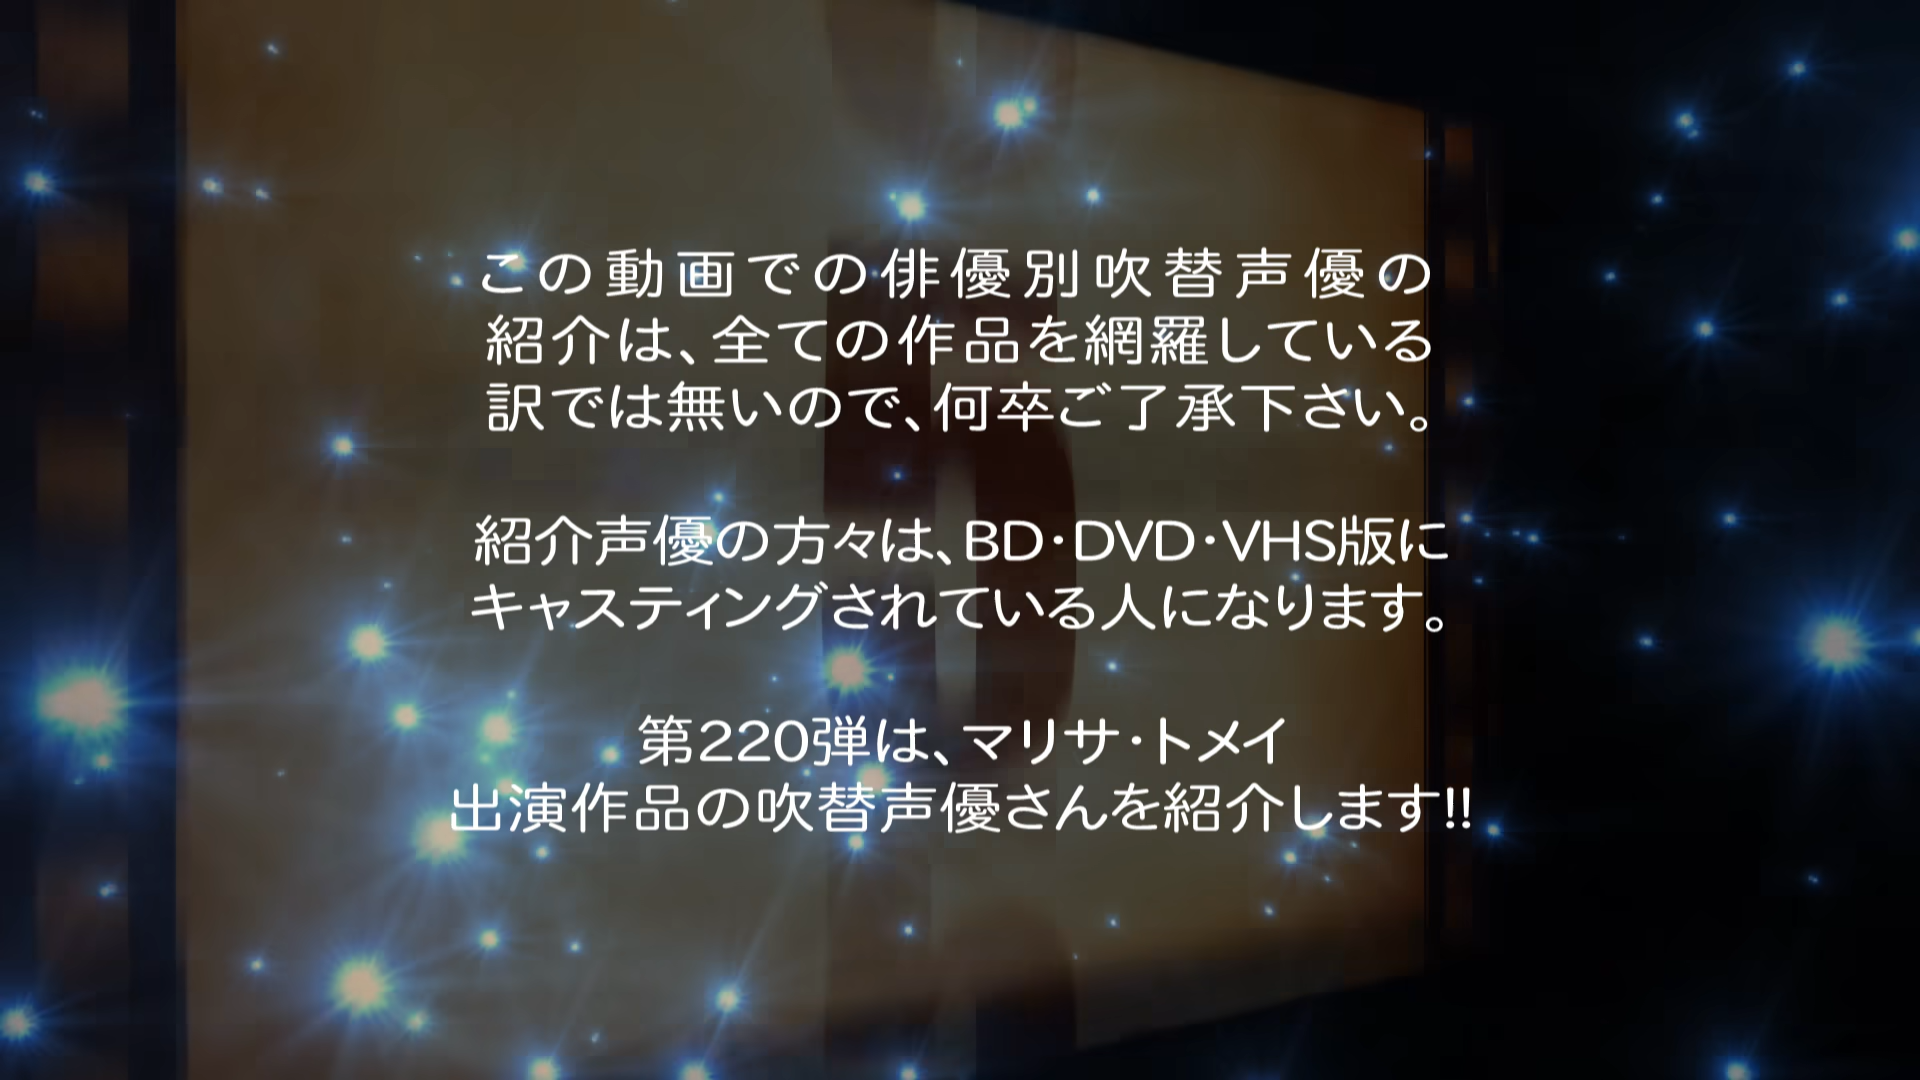 この動画での俳優別吹替声優の
紹介は、全ての作品を網羅している
訳では無いので、何卒ご了承下さい。
紹介声優の方々は、BD･DVD･VHS版に
キャスティングされている人になります。
第220弾は、マリサ･トメイ
出演作品の吹替声優さんを紹介します!!